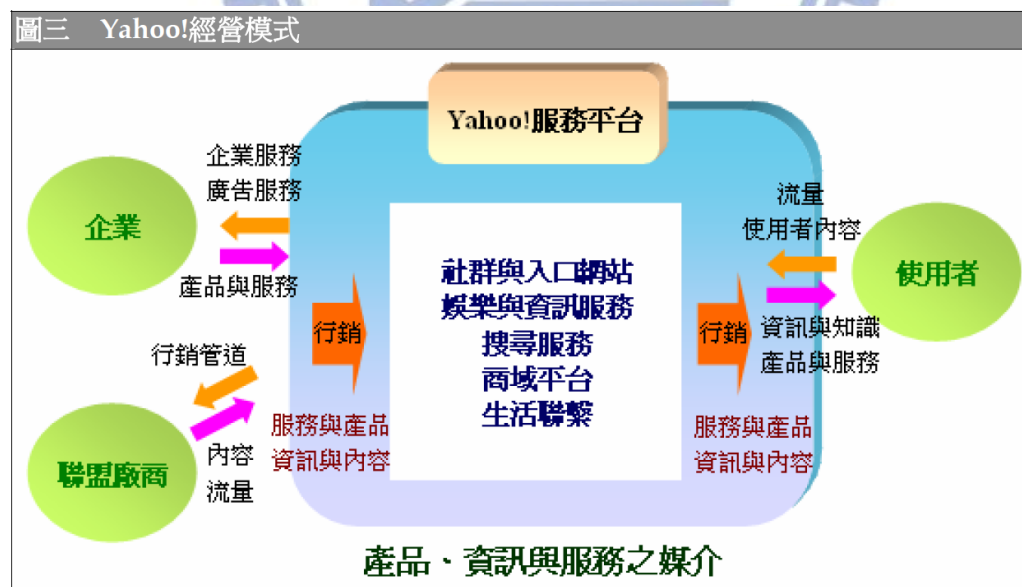 圖三 Yahoo!經營模式
Yahoo!服務平台
企業服務
廣告服務
企業
產品與服務
行銷管道
聯盟廠商
內容
流量
行銷
服務與產品
資訊與內容
社群與入口網站
娛樂與資訊服務
搜尋服務
商域平台
生活聯繫
行銷
服務與產品
資訊與內容
流量
使用者內容
使用者
資訊與知識
產品與服務
產品、資訊與服務之媒介